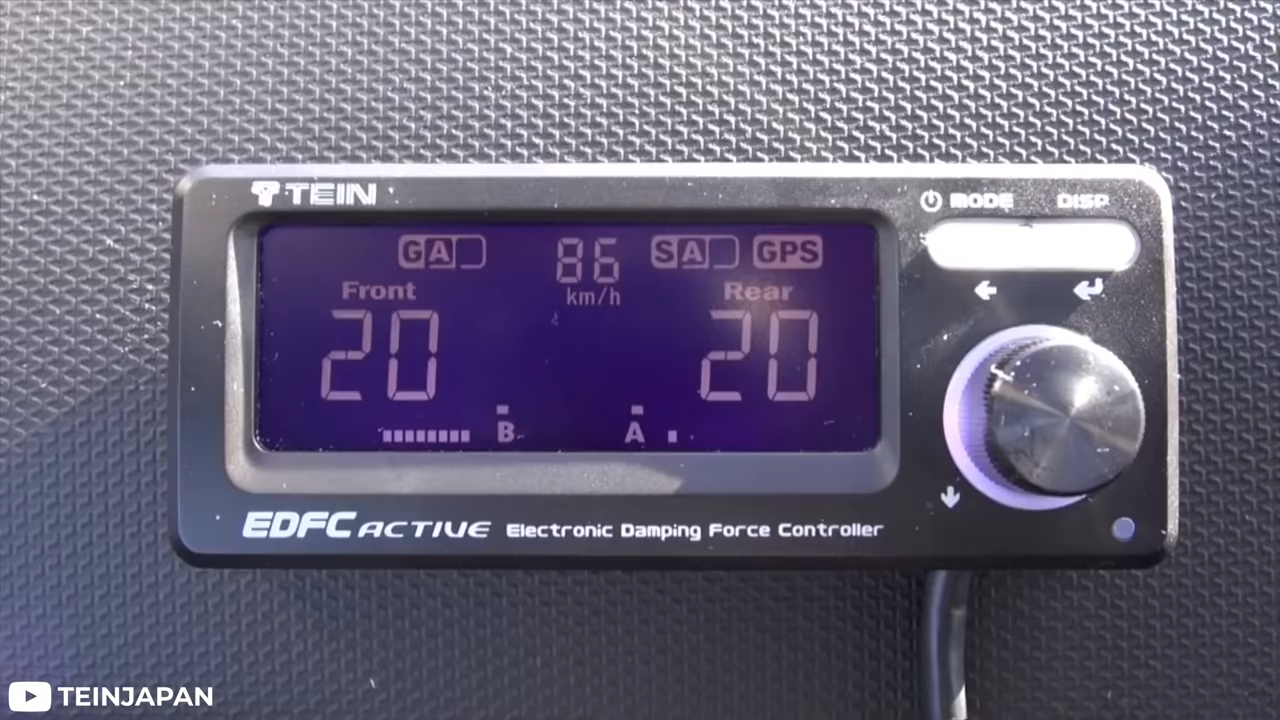 TEIN
MODE DISP
GA 86 SA GPS
km/h
Front Rear
20 20
B A
EDFC ACTIVE Electronic Damping Force Controller
TEINJAPAN